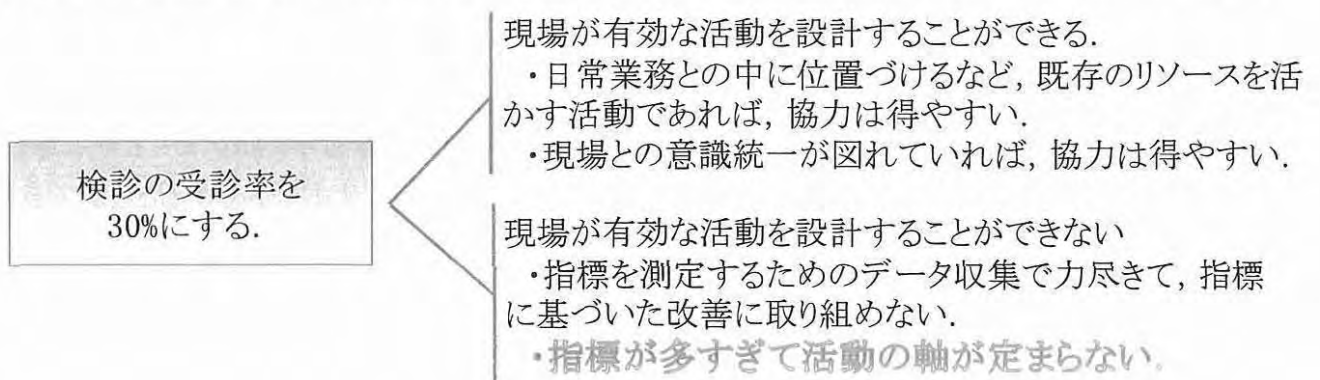 現場が有効な活動を設計することができる.
・日常業務との中に位置づけるなど, 既存のリソースを活
かす活動であれば, 協力は得やすい.
・現場との意識統一が図れていれば, 協力は得やすい.
検診の受診率を
30%にする.
現場が有効な活動を設計することができない
・指標を測定するためのデータ収集で力尽きて, 指標
に基づいた改善に取り組めない.
・指標が多すぎて活動の軸が定まらない.